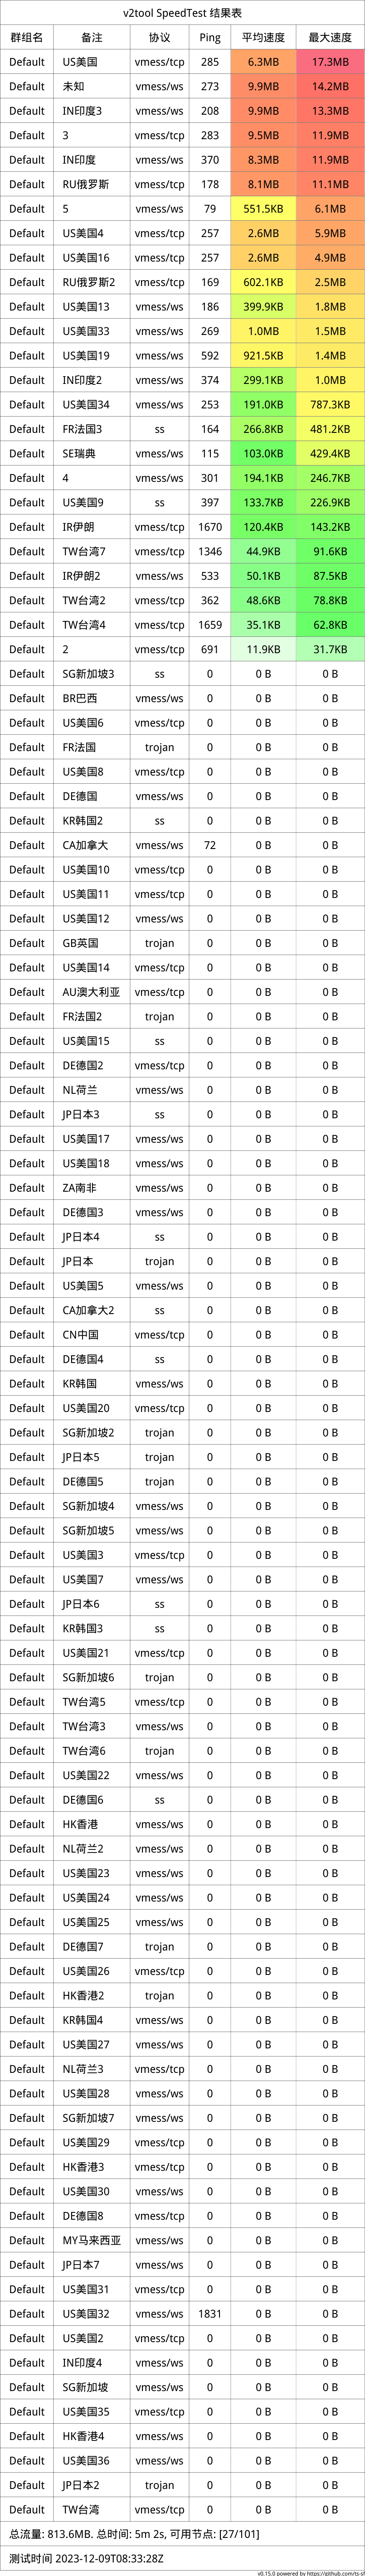 v2tool SpeedTest 结果表
群组名 备注 协议 Ping 平均速度 最大速度
Default US美国 vmess/tcp 285 6.3MB 17.3MB
Default 未知 vmess/ws 273 9.9MB 14.2MB
Default IN印度3 vmess/ws 208 9.9MB 13.3MB
Default 3 vmess/tcp 283 9.5MB 11.9MB
Default IN印度 vmess/ws 370 8.3MB 11.9MB
Default RU俄罗斯 vmess/tcp 178 8.1MB 11.1MB
Default 5 vmess/ws 79 551.5KB 6.1MB
Default US美国4 vmess/tcp 257 2.6MB 5.9MB
Default US美国16 vmess/tcp 257 2.6MB 4.9MB
Default RU俄罗斯2 vmess/tcp 169 602.1KB 2.5MB
Default US美国13 vmess/ws 186 399.9KB 1.8MB
Default US美国33 vmess/ws 269 1.0MB 1.5MB
Default US美国19 vmess/ws 592 921.5KB 1.4MB
Default IN印度2 vmess/ws 374 299.1KB 1.0MB
Default US美国34 vmess/ws 253 191.0KB 787.3KB
Default FR法国3 ss 164 266.8KB 481.2KB
Default SE瑞典 vmess/ws 115 103.0KB 429.4KB
Default 4 vmess/ws 301 194.1KB 246.7KB
Default US美国9 ss 397 133.7KB 226.9KB
Default IR伊朗 vmess/tcp 1670 120.4KB 143.2KB
Default TW台湾7 vmess/tcp 1346 44.9KB 91.6KB
Default IR伊朗2 vmess/ws 533 50.1KB 87.5KB
Default TW台湾2 vmess/tcp 362 48.6KB 78.8KB
Default TW台湾4 vmess/tcp 1659 35.1KB 62.8KB
Default 2 vmess/tcp 691 11.9KB 31.7KB
Default SG新加坡3 ss 0 0 B 0 B
Default BR巴西 vmess/ws 0 0 B 0 B
Default US美国6 vmess/tcp 0 0 B 0 B
Default FR法国 trojan 0 0 B 0 B
Default US美国8 vmess/tcp 0 0 B 0 B
Default DE德国 vmess/ws 0 0 B 0 B
Default KR韩国2 ss 0 0 B 0 B
Default CA加拿大 vmess/ws 72 0 B 0 B
Default US美国10 vmess/tcp 0 0 B 0 B
Default US美国11 vmess/tcp 0 0 B 0 B
Default US美国12 vmess/ws 0 0 B 0 B
Default GB英国 trojan 0 0 B 0 B
Default US美国14 vmess/tcp 0 0 B 0 B
Default AU澳大利亚 vmess/tcp 0 0 B 0 B
Default FR法国2 trojan 0 0 B 0 B
Default US美国15 ss 0 0 B 0 B
Default DE德国2 vmess/tcp 0 0 B 0 B
Default NL荷兰 vmess/ws 0 0 B 0 B
Default JP日本3 ss 0 0 B 0 B
Default US美国17 vmess/ws 0 0 B 0 B
Default US美国18 vmess/ws 0 0 B 0 B
Default ZA南非 vmess/ws 0 0 B 0 B
Default DE德国3 vmess/ws 0 0 B 0 B
Default JP日本4 ss 0 0 B 0 B
Default JP日本 trojan 0 0 B 0 B
Default US美国5 vmess/ws 0 0 B 0 B
Default CA加拿大2 ss 0 0 B 0 B
Default CN中国 vmess/tcp 0 0 B 0 B
Default DE德国4 ss 0 0 B 0 B
Default KR韩国 vmess/ws 0 0 B 0 B
Default US美国20 vmess/tcp 0 0 B 0 B
Default SG新加坡2 trojan 0 0 B 0 B
Default JP日本5 trojan 0 0 B 0 B
Default DE德国5 trojan 0 0 B 0 B
Default SG新加坡4 vmess/ws 0 0 B 0 B
Default SG新加坡5 vmess/ws 0 0 B 0 B
Default US美国3 vmess/tcp 0 0 B 0 B
Default US美国7 vmess/ws 0 0 B 0 B
Default JP日本6 ss 0 0 B 0 B
Default KR韩国3 ss 0 0 B 0 B
Default US美国21 vmess/tcp 0 0 B 0 B
Default SG新加坡6 trojan 0 0 B 0 B
Default TW台湾5 vmess/tcp 0 0 B 0 B
Default TW台湾3 vmess/ws 0 0 B 0 B
Default TW台湾6 trojan 0 0 B 0 B
Default US美国22 vmess/ws 0 0 B 0 B
Default DE德国6 ss 0 0 B 0 B
Default HK香港 vmess/ws 0 0 B 0 B
Default NL荷兰2 vmess/ws 0 0 B 0 B
Default US美国23 vmess/ws 0 0 B 0 B
Default US美国24 vmess/ws 0 0 B 0 B
Default US美国25 vmess/ws 0 0 B 0 B
Default DE德国7 trojan 0 0 B 0 B
Default US美国26 vmess/tcp 0 0 B 0 B
Default HK香港2 trojan 0 0 B 0 B
Default KR韩国4 vmess/ws 0 0 B 0 B
Default US美国27 vmess/ws 0 0 B 0 B
Default NL荷兰3 vmess/tcp 0 0 B 0 B
Default US美国28 vmess/ws 0 0 B 0 B
Default SG新加坡7 vmess/ws 0 0 B 0 B
Default US美国29 vmess/tcp 0 0 B 0 B
Default HK香港3 vmess/tcp 0 0 B 0 B
Default US美国30 vmess/ws 0 0 B 0 B
Default DE德国8 vmess/tcp 0 0 B 0 B
Default MY马来西亚 vmess/ws 0 0 B 0 B
Default JP日本7 vmess/ws 0 0 B 0 B
Default US美国31 vmess/tcp 0 0 B 0 B
Default US美国32 vmess/ws 1831 0 B 0 B
Default US美国2 vmess/tcp 0 0 B 0 B
Default IN印度4 vmess/ws 0 0 B 0 B
Default SG新加坡 vmess/ws 0 0 B 0 B
Default US美国35 vmess/tcp 0 0 B 0 B
Default HK香港4 vmess/ws 0 0 B 0 B
Default US美国36 vmess/ws 0 0 B 0 B
Default JP日本2 trojan 0 0 B 0 B
Default TW台湾 vmess/tcp 0 0 B 0 B
总流量: 813.6MB. 总时间: 5m 2s, 可用节点: [27/101]
测试时间 2023-12-09T08:33:28Z
v0.15.0 powered by https://github.com/ts-sf